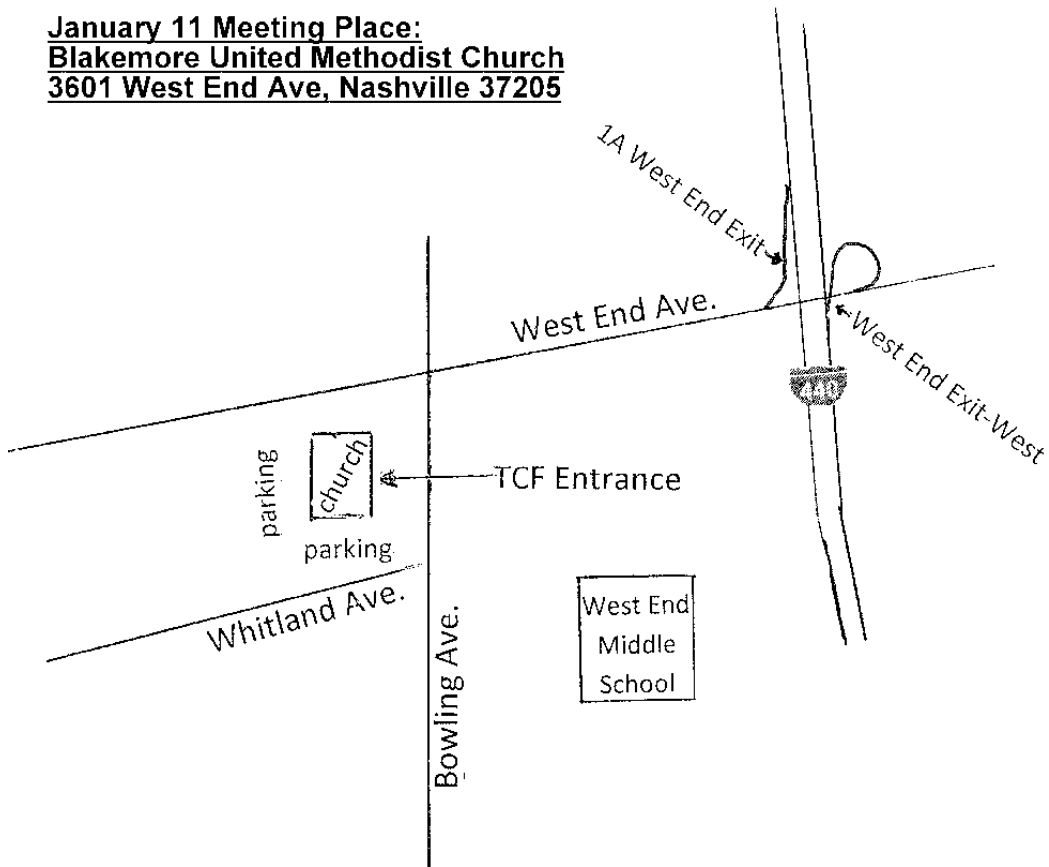 January 11 Meeting Place:
Blakemore United Methodist Church
3601 West End Ave, Nashville 37205
1A West End Exit
West End Ave.
West End Exit-West
440
church
parking
TCF Entrance
parking
Whitland Ave.
West End
Middle
School
Bowling Ave.